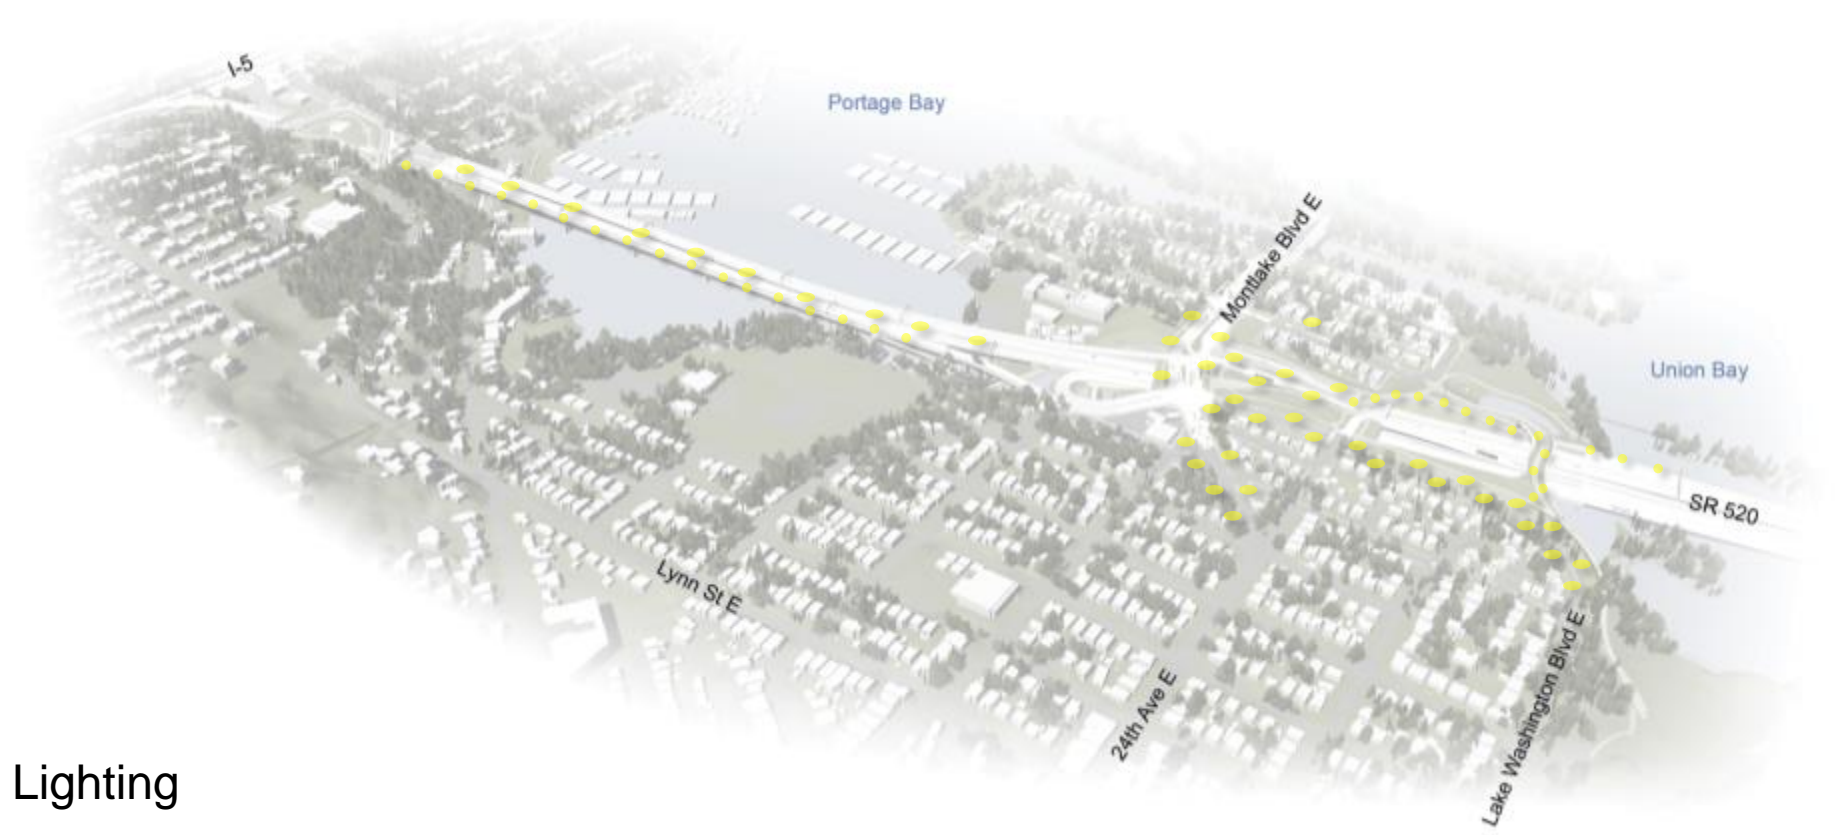 I-5
Portage Bay
Montlake Blvd E
Union Bay
SR 520
Lynn St E
24th Ave E
Lake Washington Blvd E
Lighting